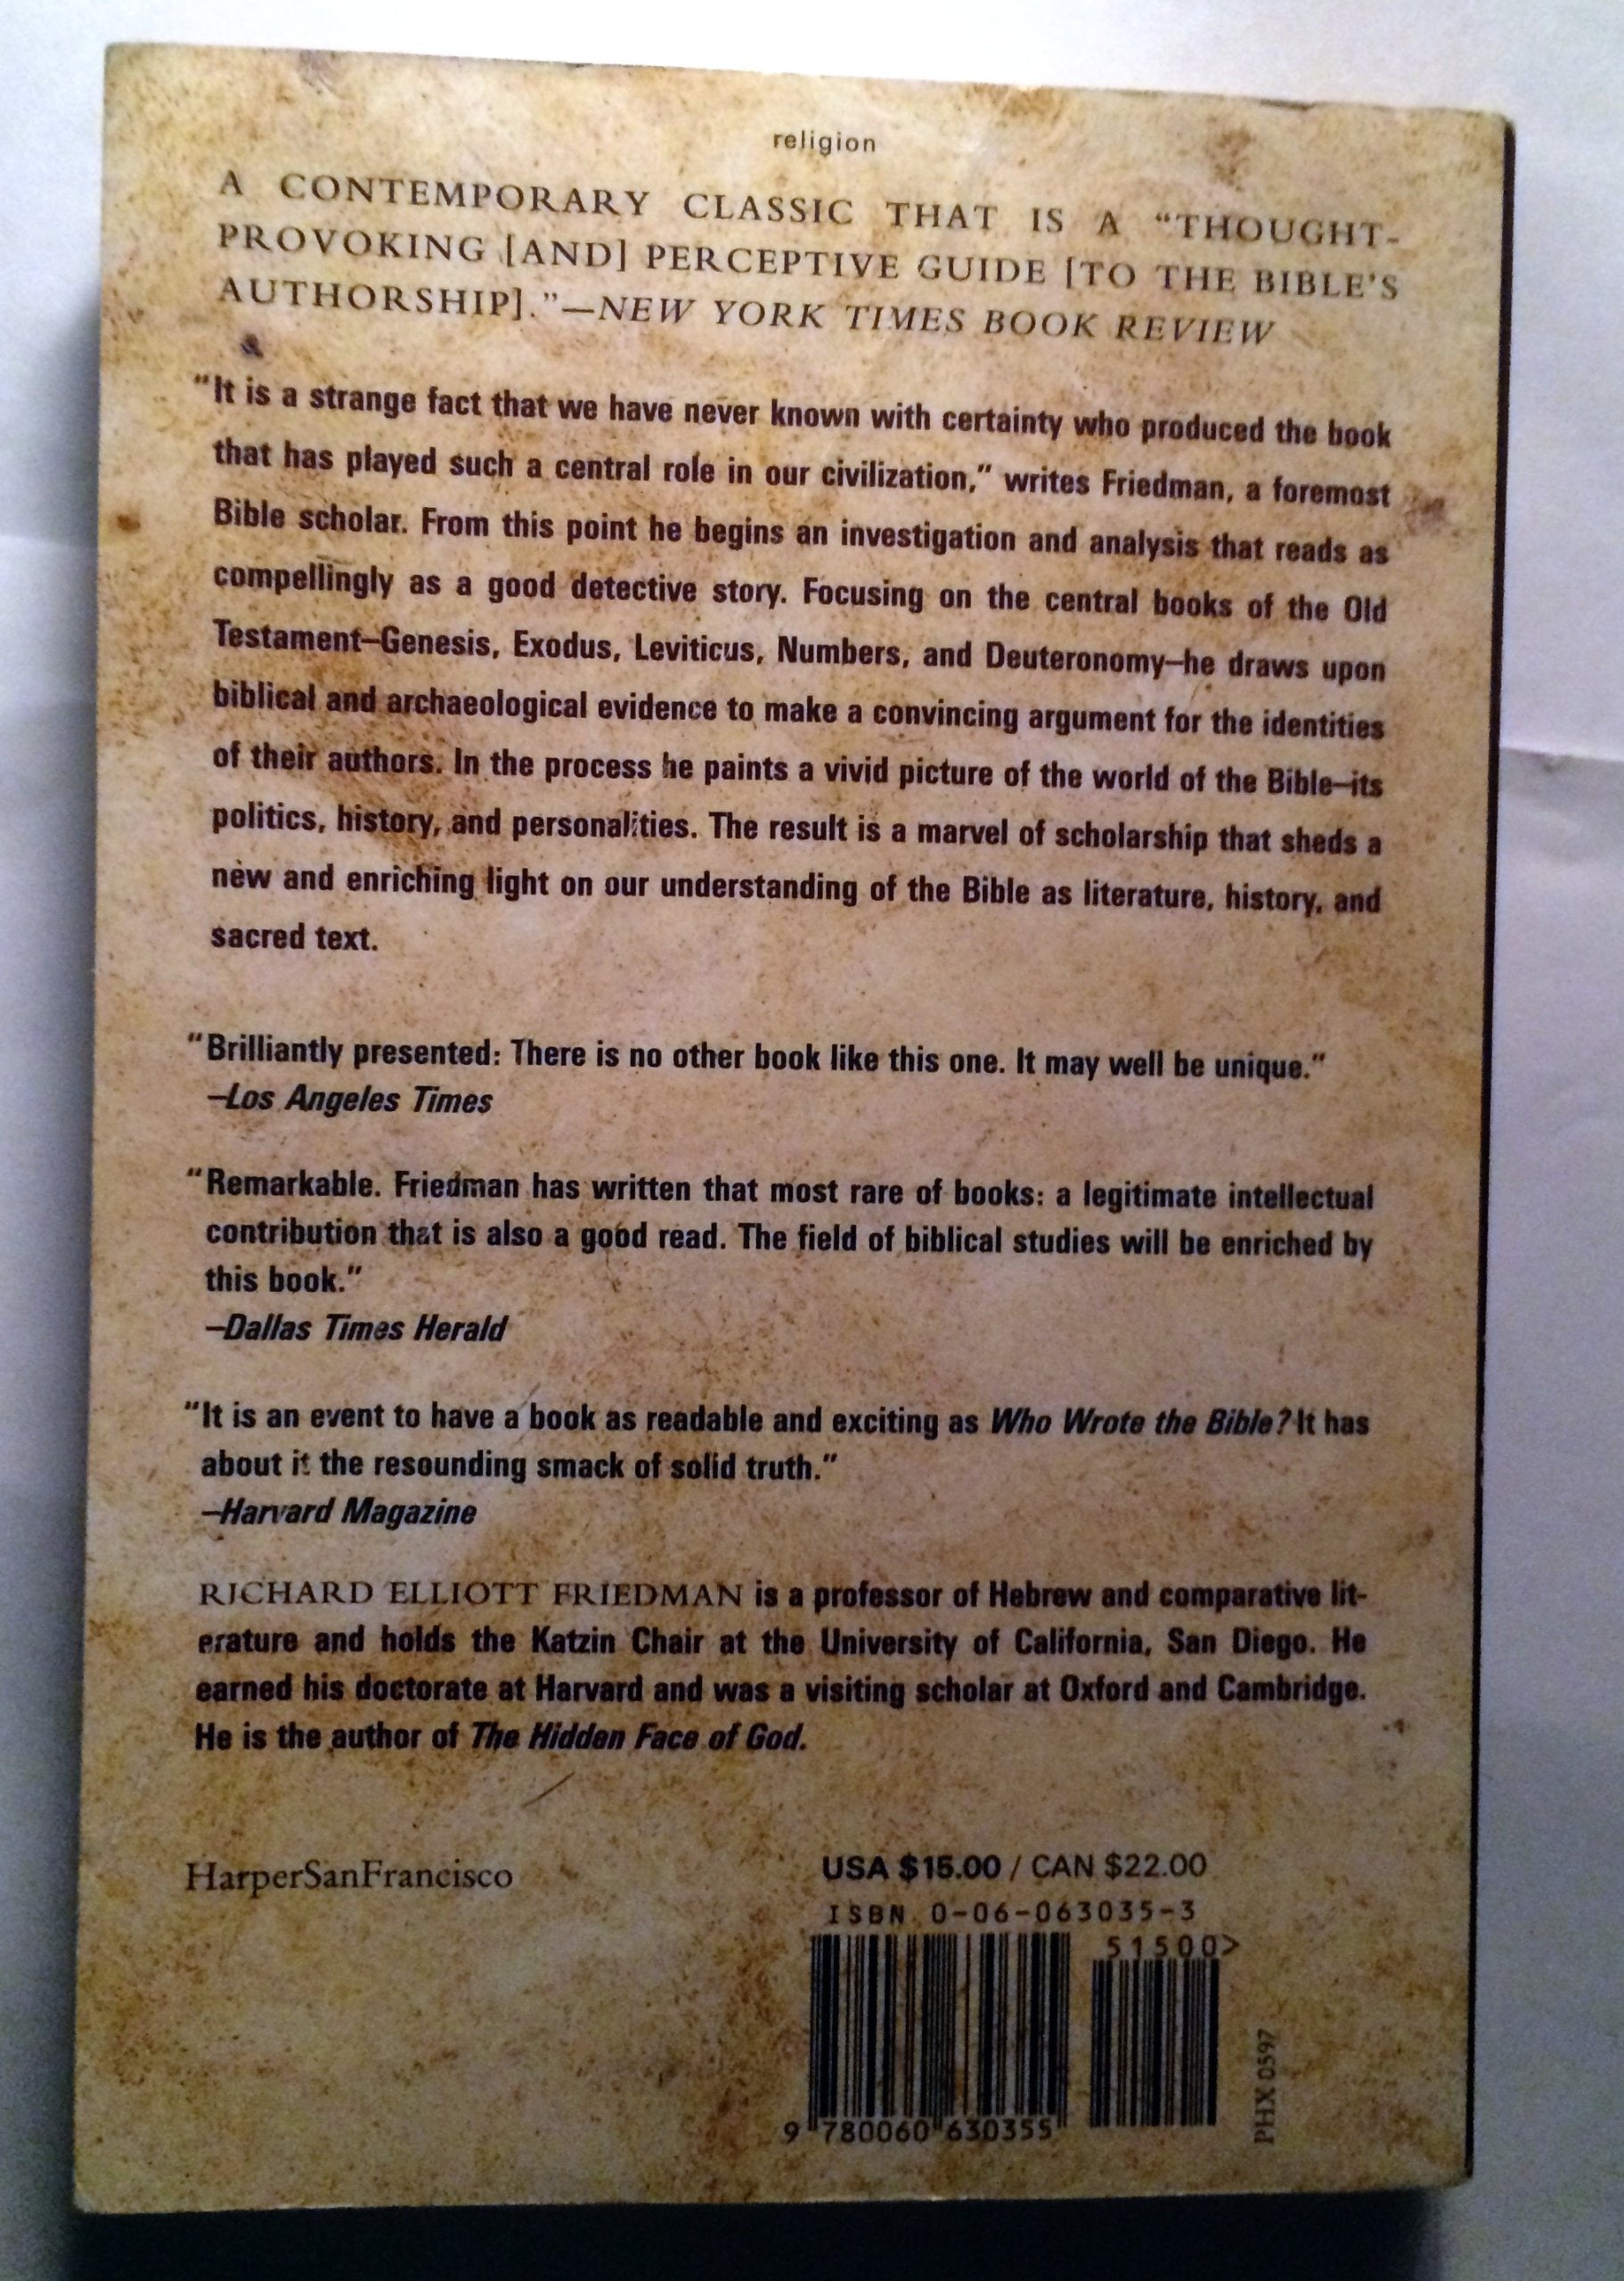 religion
A CONTEMPORARY CLASSIC THAT IS A “THOUGHT-
PROVOKING [AND] PERCEPTIVE GUIDE [TO THE BIBLE'S
AUTHORSHIP].”—NEW YORK TIMES BOOK REVIEW
“It is a strange fact that we have never known with certainty who produced the book
that has played such a central role in our civilization,” writes Friedman, a foremost
Bible scholar. From this point he begins an investigation and analysis that reads as
compellingly as a good detective story. Focusing on the central books of the Old
Testament–Genesis, Exodus, Leviticus, Numbers, and Deuteronomy–he draws upon
biblical and archaeological evidence to make a convincing argument for the identities
of their authors. In the process he paints a vivid picture of the world of the Bible–its
politics, history, and personalities. The result is a marvel of scholarship that sheds a
new and enriching light on our understanding of the Bible as literature, history, and
sacred text.
“Brilliantly presented: There is no other book like this one. It may well be unique.”
–Los Angeles Times
“Remarkable. Friedman has written that most rare of books: a legitimate intellectual
contribution that is also a good read. The field of biblical studies will be enriched by
this book.”
–Dallas Times Herald
“It is an event to have a book as readable and exciting as Who Wrote the Bible? It has
about it the resounding smack of solid truth.”
–Harvard Magazine
RICHARD ELLIOTT FRIEDMAN is a professor of Hebrew and comparative lit-
erature and holds the Katzin Chair at the University of California, San Diego. He
earned his doctorate at Harvard and was a visiting scholar at Oxford and Cambridge.
He is the author of The Hidden Face of God.
HarperSanFrancisco
USA $15.00 / CAN $22.00
ISBN 0-06-063035-3
51500>
9 780060 630355
PHX 0597